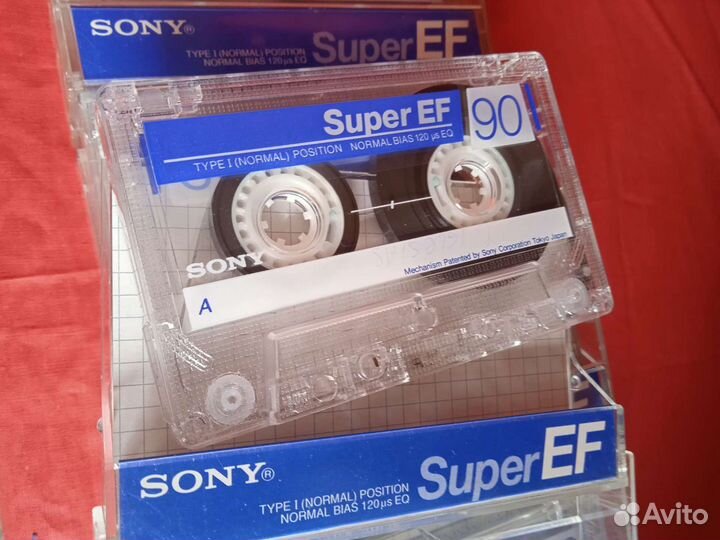 SONY®
TYPE I (NORMAL) POSITION
NORMAL BIAS 120 µs EQ
Super EF
Super EF 90
TYPE I (NORMAL) POSITION NORMAL BIAS 120 µs EQ
SONY
Mechanism Patented by Sony Corporation Tokyo Japan
A
SONY®
TYPE I (NORMAL) POSITION
NORMAL BIAS 120 µs EQ
Super EF
Avito